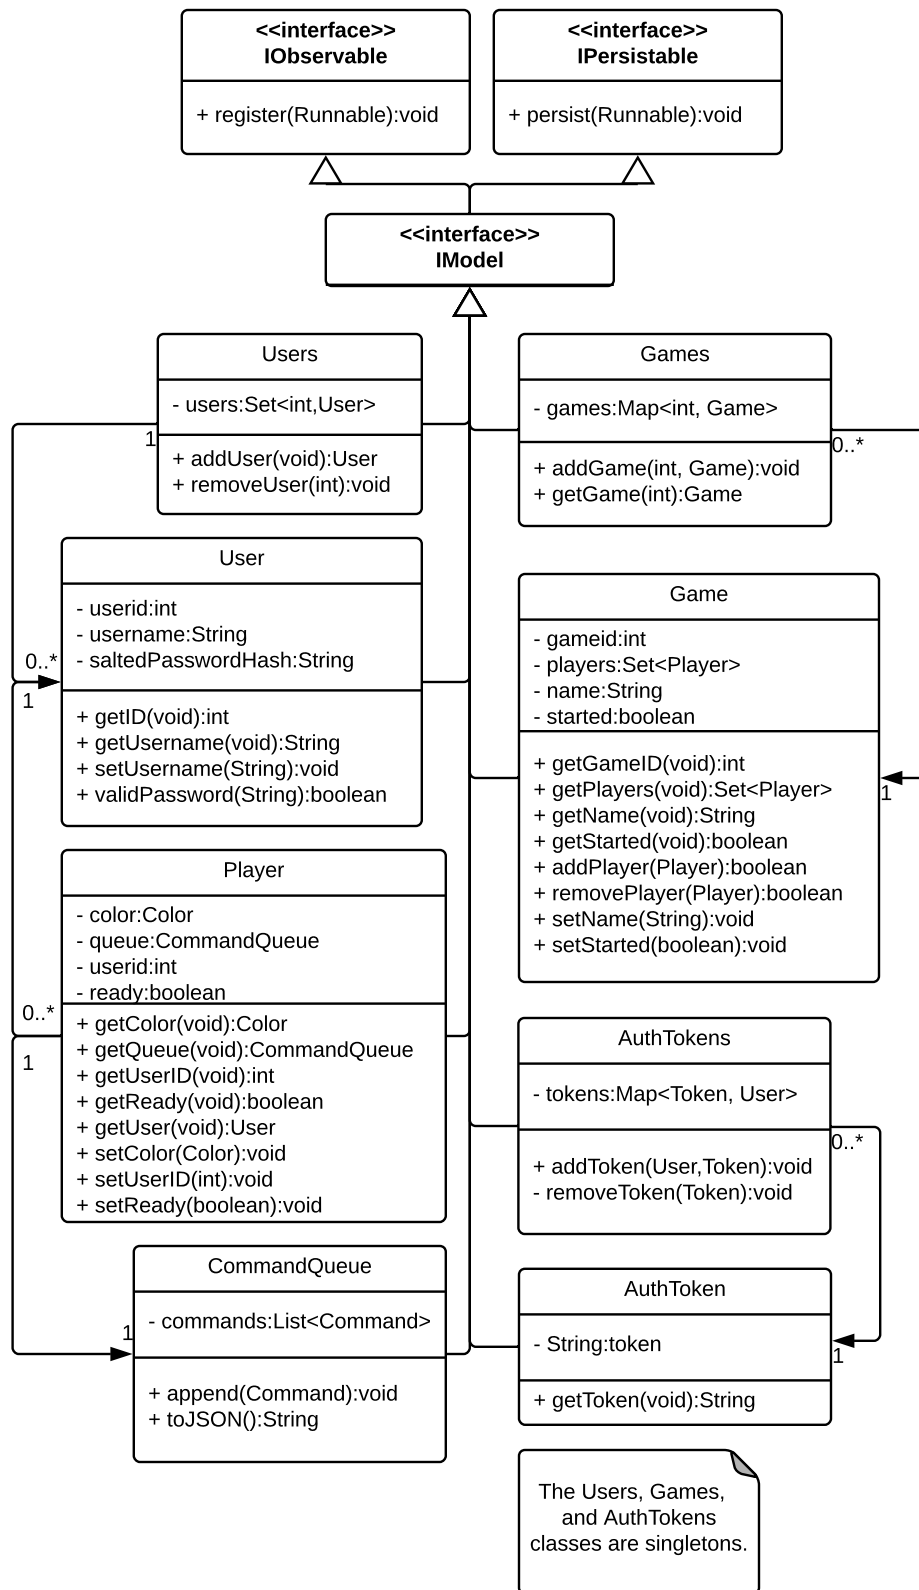 <<interface>>
IObservable
+ register(Runnable):void
<<interface>>
IPersistable
+ persist(Runnable):void
<<interface>>
IModel
Users
- users:Set<int,User>
+ addUser(void):User
+ removeUser(int):void
1
Games
- games:Map<int, Game>
+ addGame(int, Game):void
+ getGame(int):Game
0..*
User
- userid:int
- username:String
- saltedPasswordHash:String
+ getID(void):int
+ getUsername(void):String
+ setUsername(String):void
+ validPassword(String):boolean
0..*
1
Game
- gameid:int
- players:Set<Player>
- name:String
- started:boolean
+ getGameID(void):int
+ getPlayers(void):Set<Player>
+ getName(void):String
+ getStarted(void):boolean
+ addPlayer(Player):boolean
+ removePlayer(Player):boolean
+ setName(String):void
+ setStarted(boolean):void
1
Player
- color:Color
- queue:CommandQueue
- userid:int
- ready:boolean
+ getColor(void):Color
+ getQueue(void):CommandQueue
+ getUserID(void):int
+ getReady(void):boolean
+ getUser(void):User
+ setColor(Color):void
+ setUserID(int):void
+ setReady(boolean):void
0..*
1
AuthTokens
- tokens:Map<Token, User>
+ addToken(User,Token):void
- removeToken(Token):void
0..*
CommandQueue
- commands:List<Command>
+ append(Command):void
+ toJSON():String
1
AuthToken
- String:token
+ getToken(void):String
1
The Users, Games,
and AuthTokens
classes are singletons.